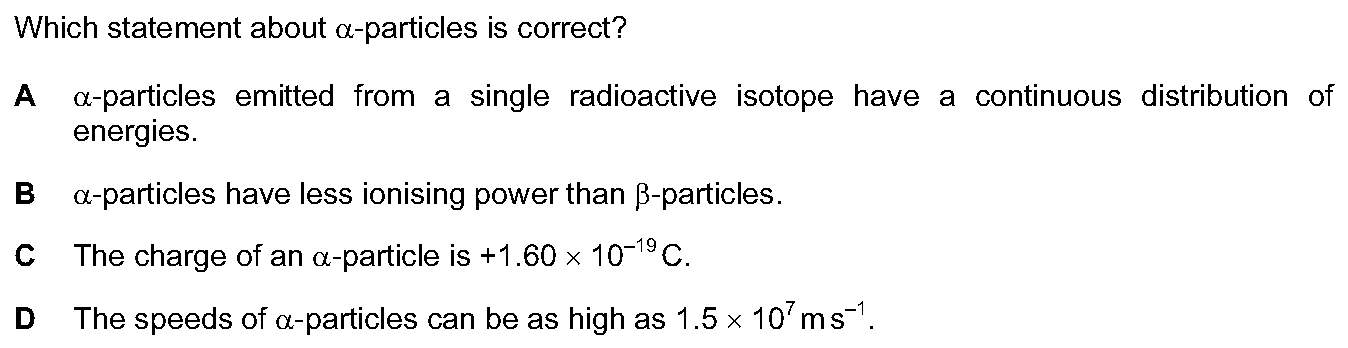 Which statement about α-particles is correct?
A α-particles emitted from a single radioactive isotope have a continuous distribution of
energies.
B α-particles have less ionising power than β-particles.
C The charge of an α-particle is +1.60 × 10⁻¹⁹ C.
D The speeds of α-particles can be as high as 1.5 × 10⁷ m s⁻¹.